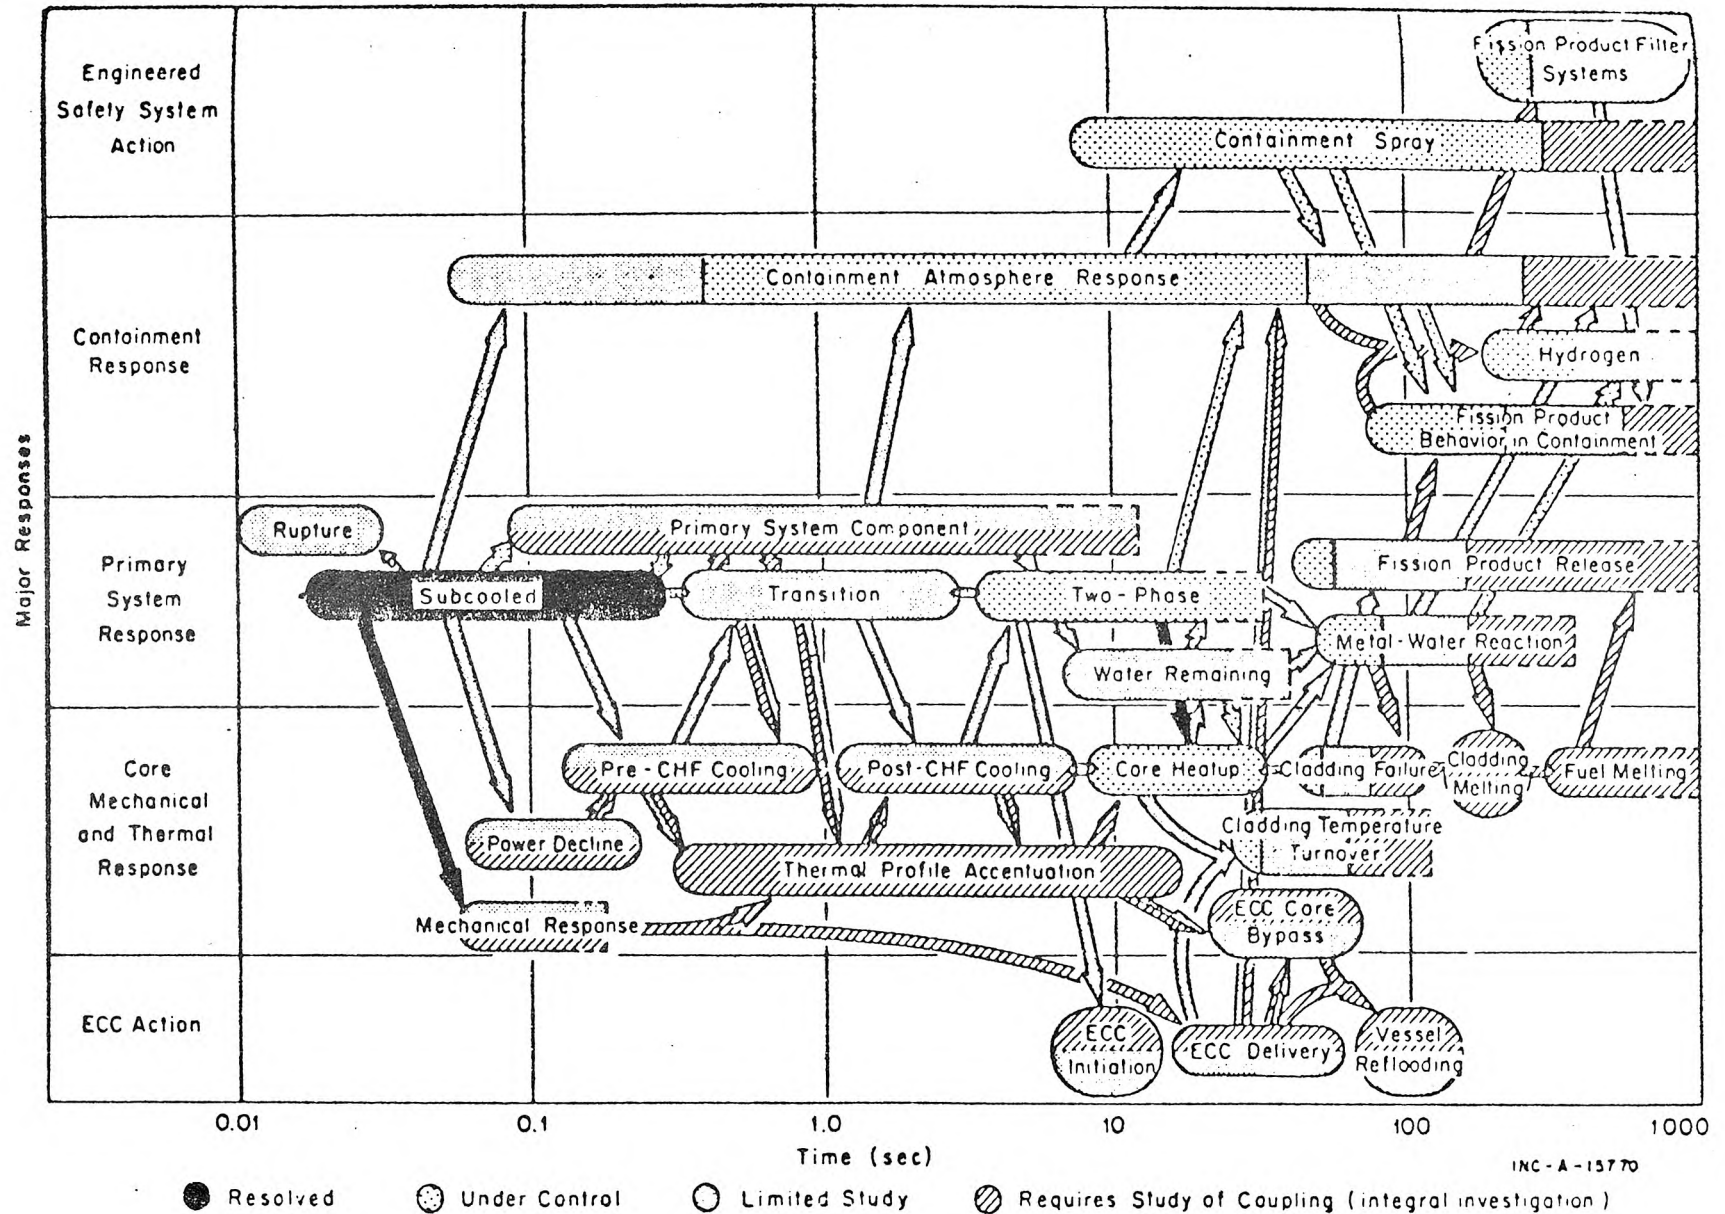 Engineered
Safety System
Action
Fission Product Filter
Systems
Containment Spray
Containment
Response
Containment Atmosphere Response
Hydrogen
Fission Product
Behavior in Containment
Major Responses
Primary
System
Response
Rupture
Primary System Component
Fission Product Release
Subcooled
Transition
Two-Phase
Metal-Water Reaction
Water Remaining
Core
Mechanical
and Thermal
Response
Pre-CHF Cooling
Post-CHF Cooling
Core Heatup
Cladding Failure
Cladding
Melting
Fuel Melting
Power Decline
Cladding Temperature
Turnover
Thermal Profile Accentuation
Mechanical Response
ECC Core
Bypass
ECC Action
ECC
Initiation
ECC Delivery
Vessel
Reflooding
0.01 0.1 1.0 10 100 1000
Time (sec)
INC-A-15770
Resolved Under Control Limited Study Requires Study of Coupling (integral investigation)